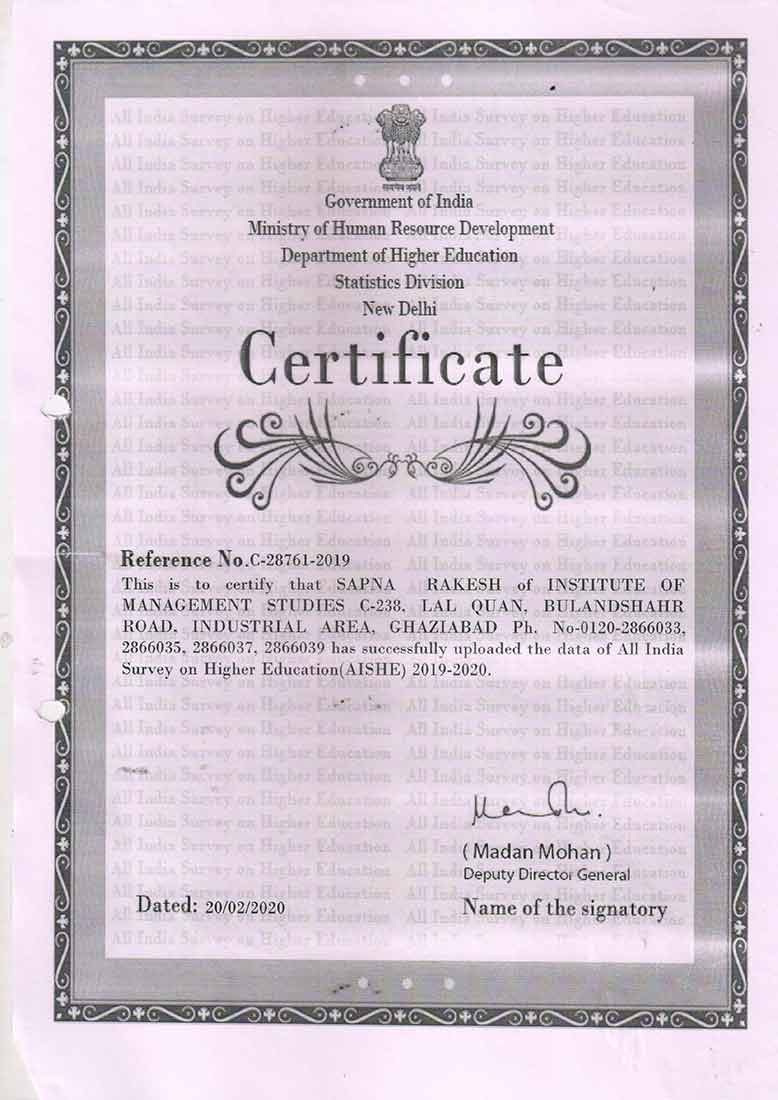 सत्यमेव जयते
Government of India
Ministry of Human Resource Development
Department of Higher Education
Statistics Division
New Delhi
Certificate
Reference No.C-28761-2019
This is to certify that SAPNA RAKESH of INSTITUTE OF
MANAGEMENT STUDIES C-238, LAL QUAN, BULANDSHAHR
ROAD, INDUSTRIAL AREA, GHAZIABAD Ph. No-0120-2866033,
2866035, 2866037, 2866039 has successfully uploaded the data of All India
Survey on Higher Education(AISHE) 2019-2020.
( Madan Mohan )
Deputy Director General
Dated: 20/02/2020
Name of the signatory